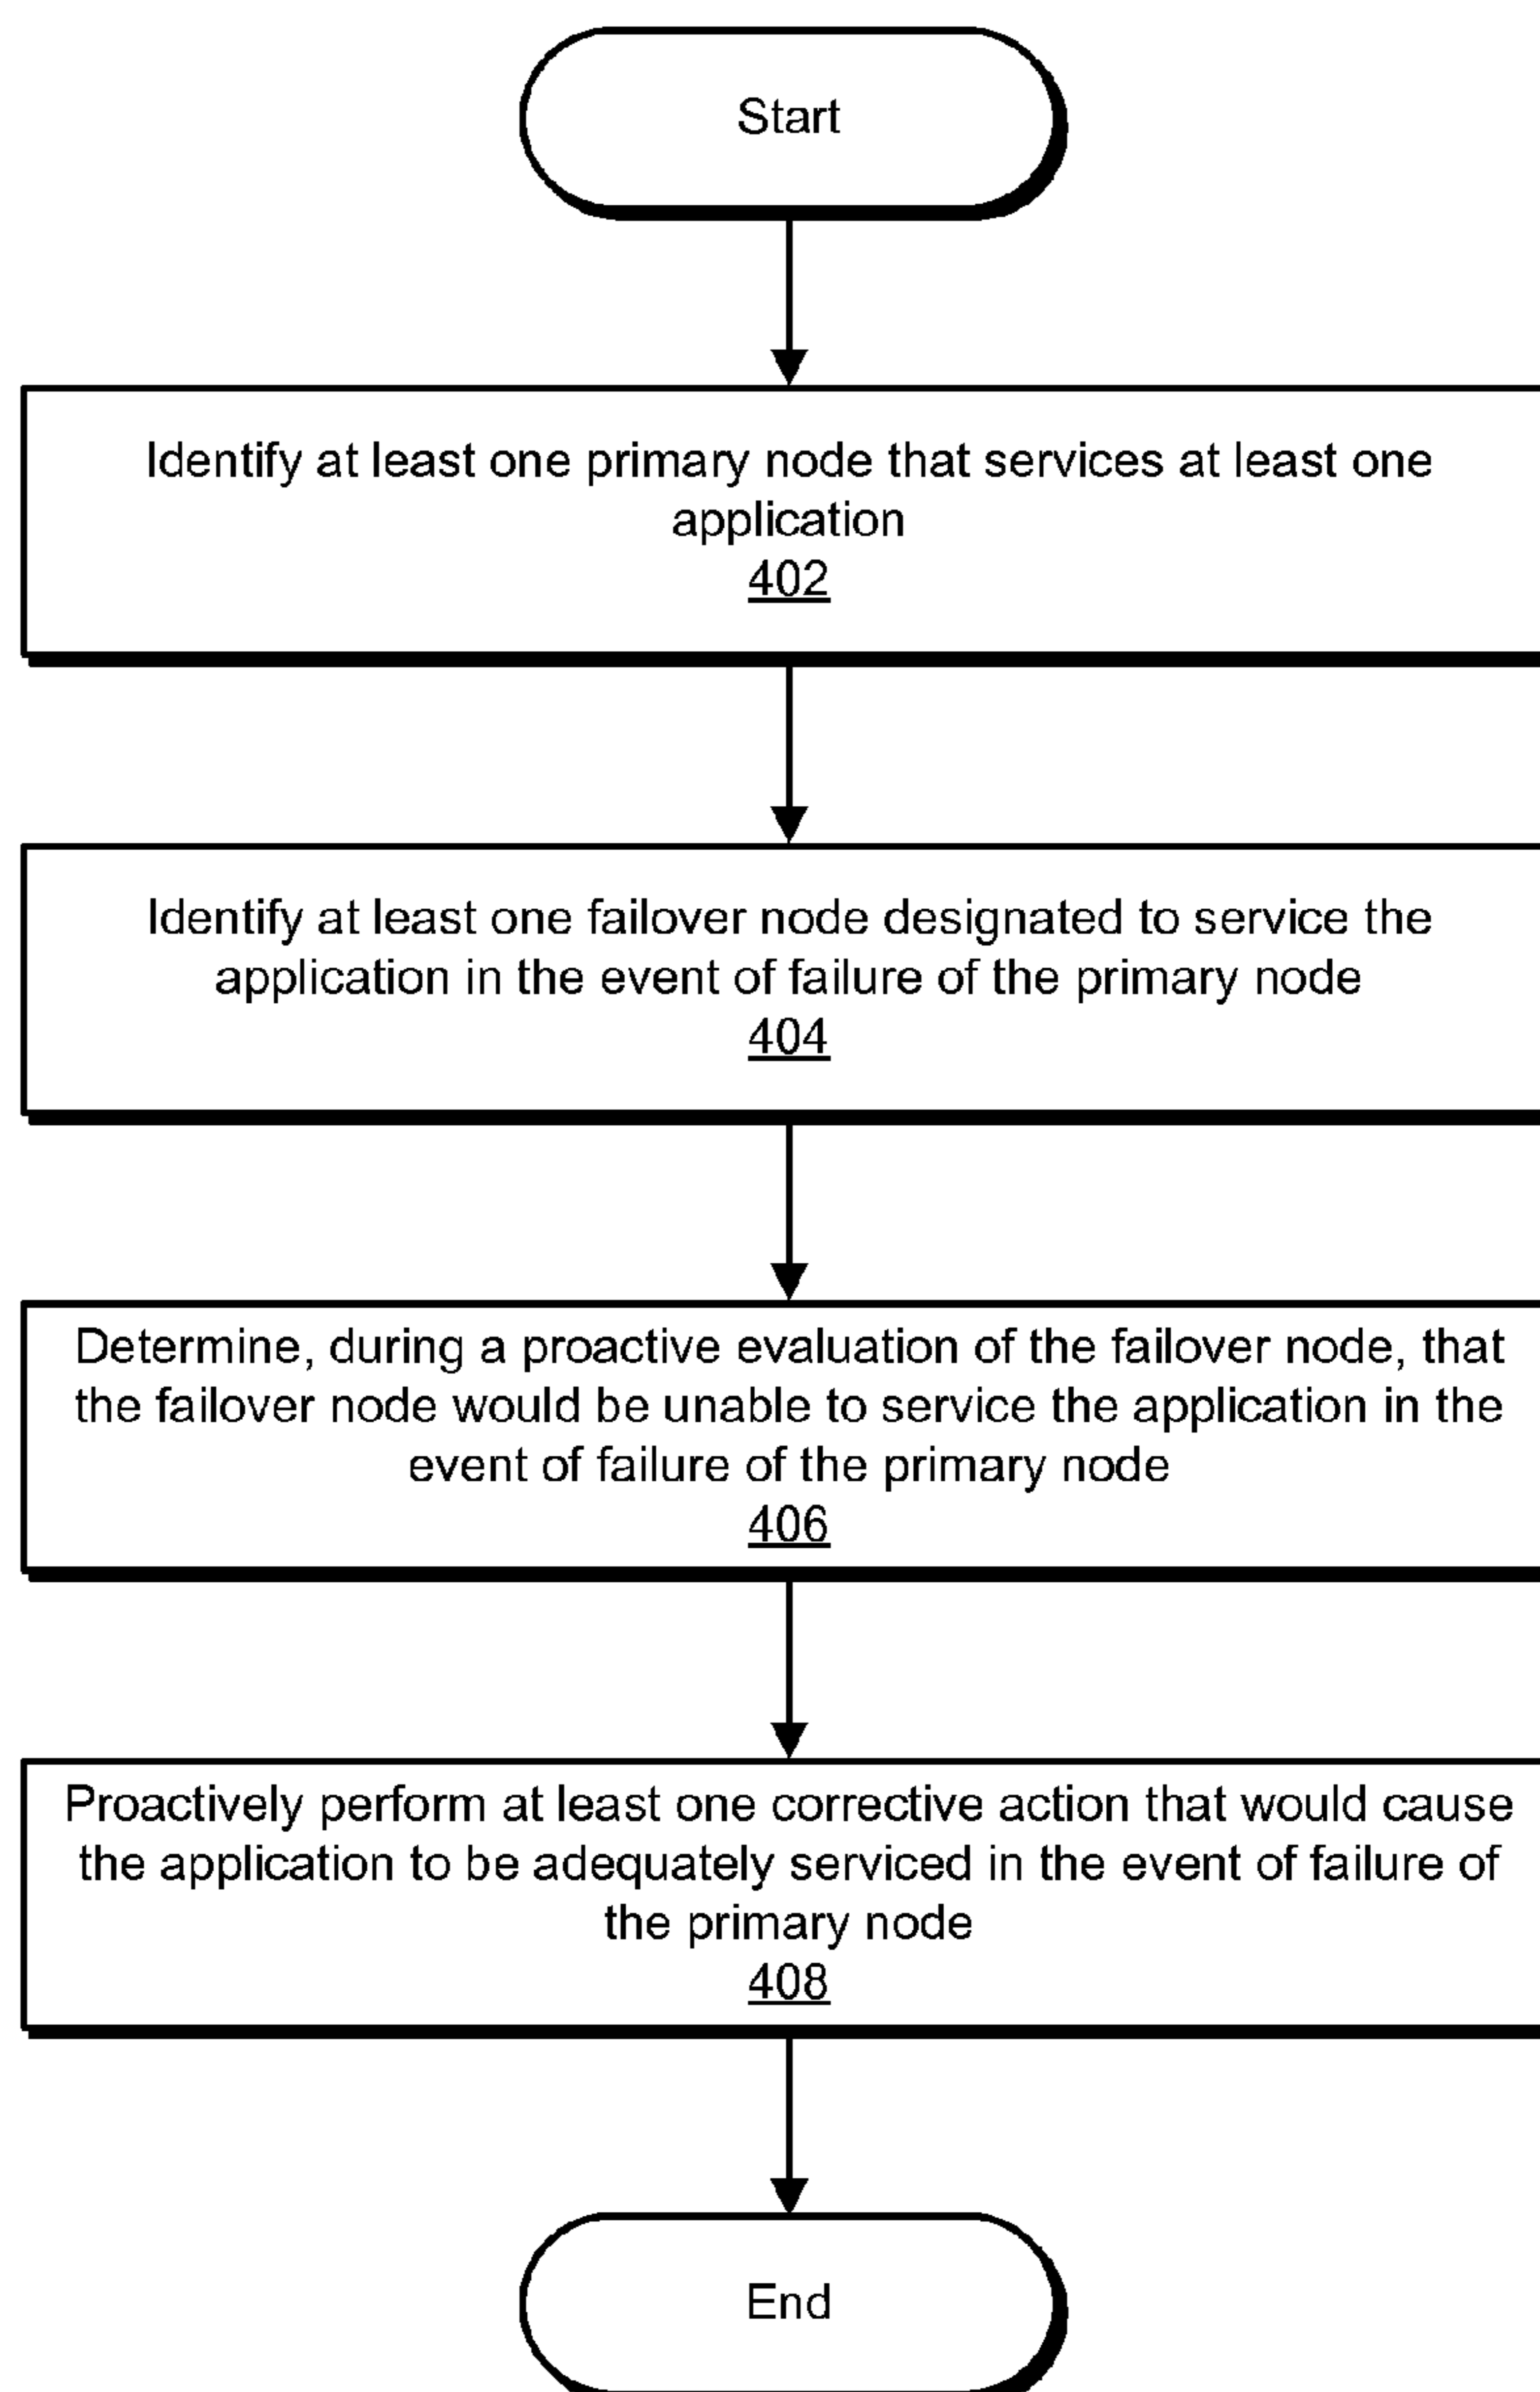 Start
Identify at least one primary node that services at least one
application
402
Identify at least one failover node designated to service the
application in the event of failure of the primary node
404
Determine, during a proactive evaluation of the failover node, that
the failover node would be unable to service the application in the
event of failure of the primary node
406
Proactively perform at least one corrective action that would cause
the application to be adequately serviced in the event of failure of
the primary node
408
End